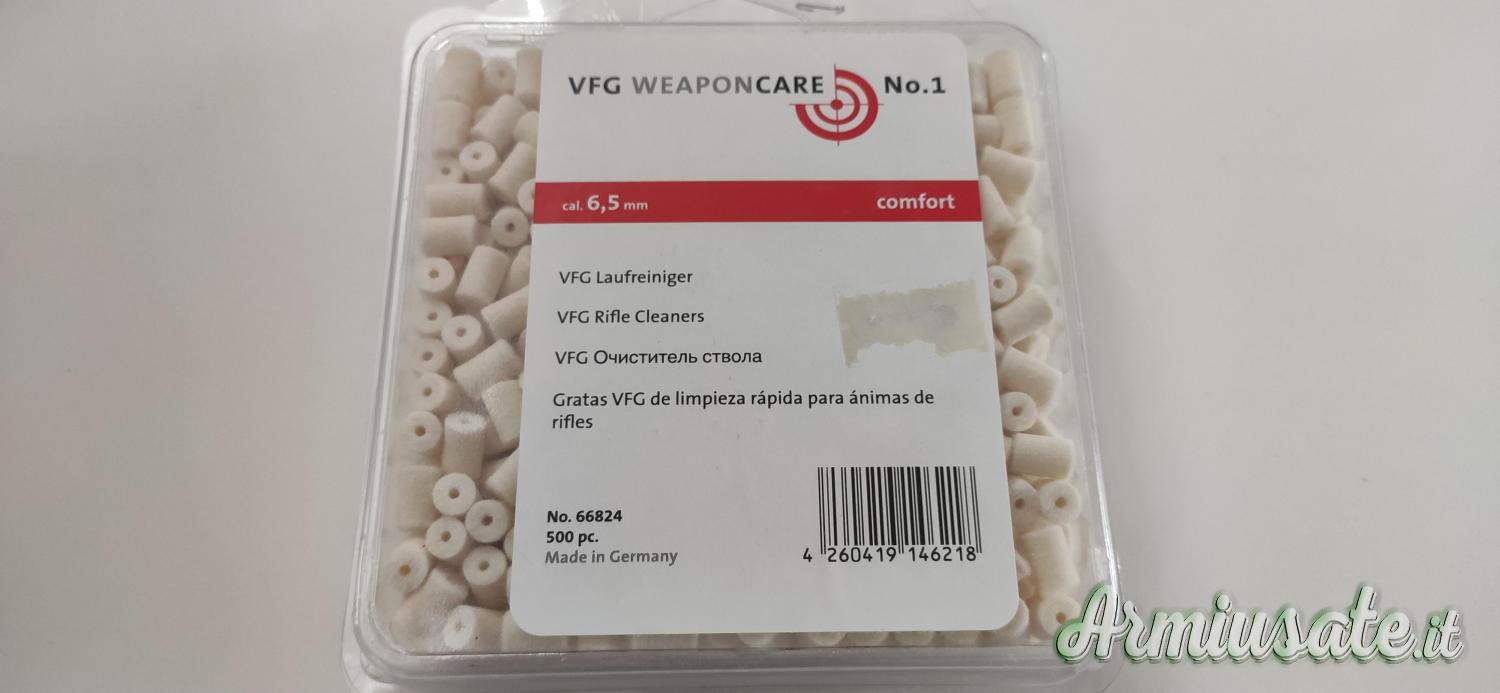 VFG WEAPONCARE No.1
cal. 6,5 mm comfort
VFG Laufreiniger
VFG Rifle Cleaners
VFG Очиститель ствола
Gratas VFG de limpieza rápida para ánimas de
rifles
No. 66824
500 pc.
Made in Germany
4 260419 146218
Armiusate.it